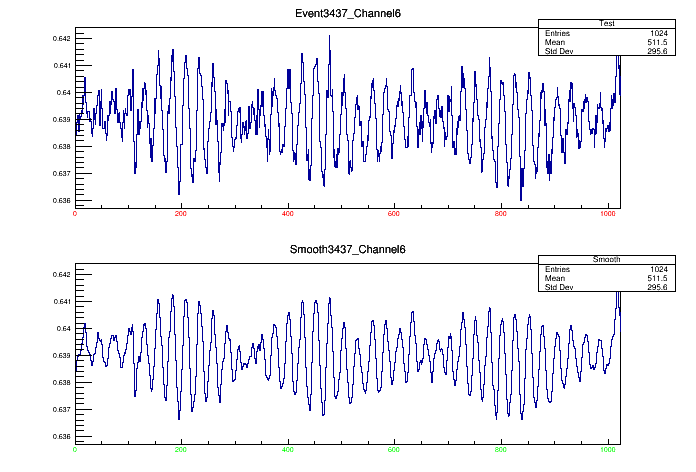 Event3437_Channel6
Test
Entries 1024
Mean 511.5
Std Dev 295.6
0.642
0.641
0.64
0.639
0.638
0.637
0.636
0 200 400 600 800 1000
Smooth3437_Channel6
Smooth
Entries 1024
Mean 511.5
Std Dev 295.6
0.642
0.641
0.64
0.639
0.638
0.637
0.636
0 200 400 600 800 1000